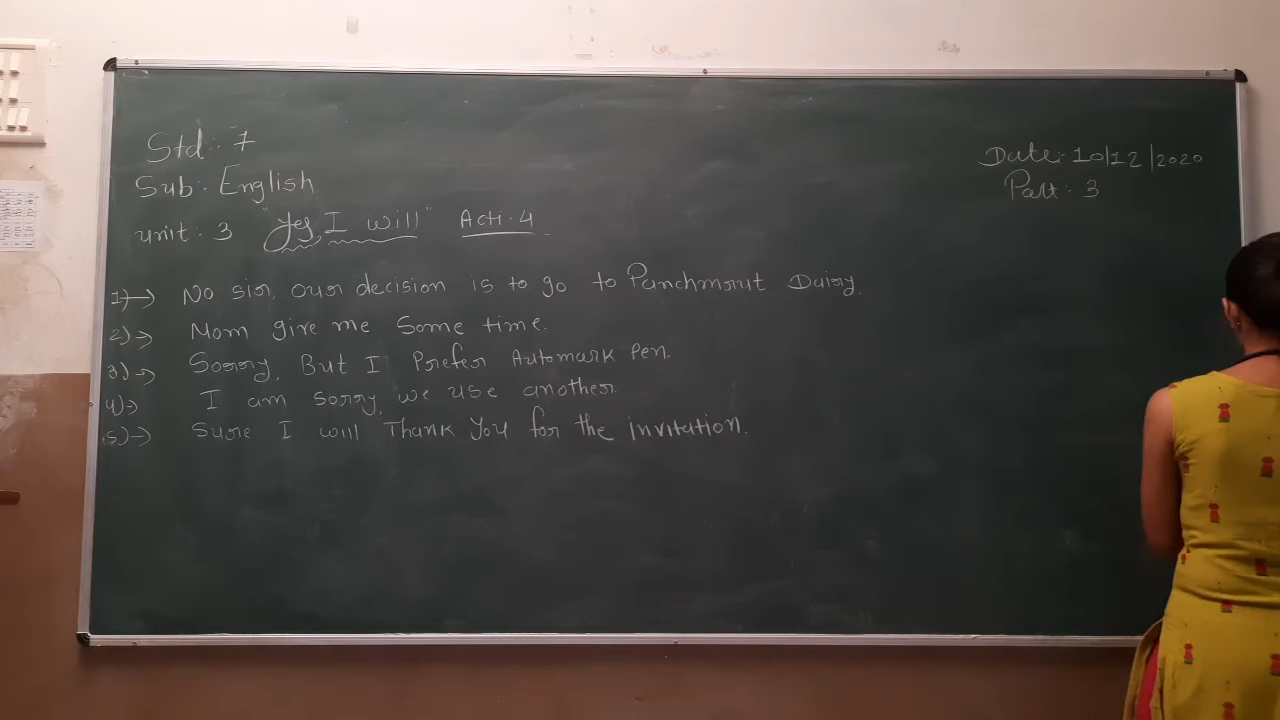 Std:- 7
Date:- 10/12/2020
Sub:- English
Part:- 3
unit - 3 "Yes, I will" Acti - 4
1)→ No sir, our decision is to go to Panchmrut Dairy.
2)→ Mom give me Some time.
3)→ Sorry, But I Prefer Automark Pen.
4)→ I am sorry, we use another.
5)→ Sure I will Thank You for the invitation.